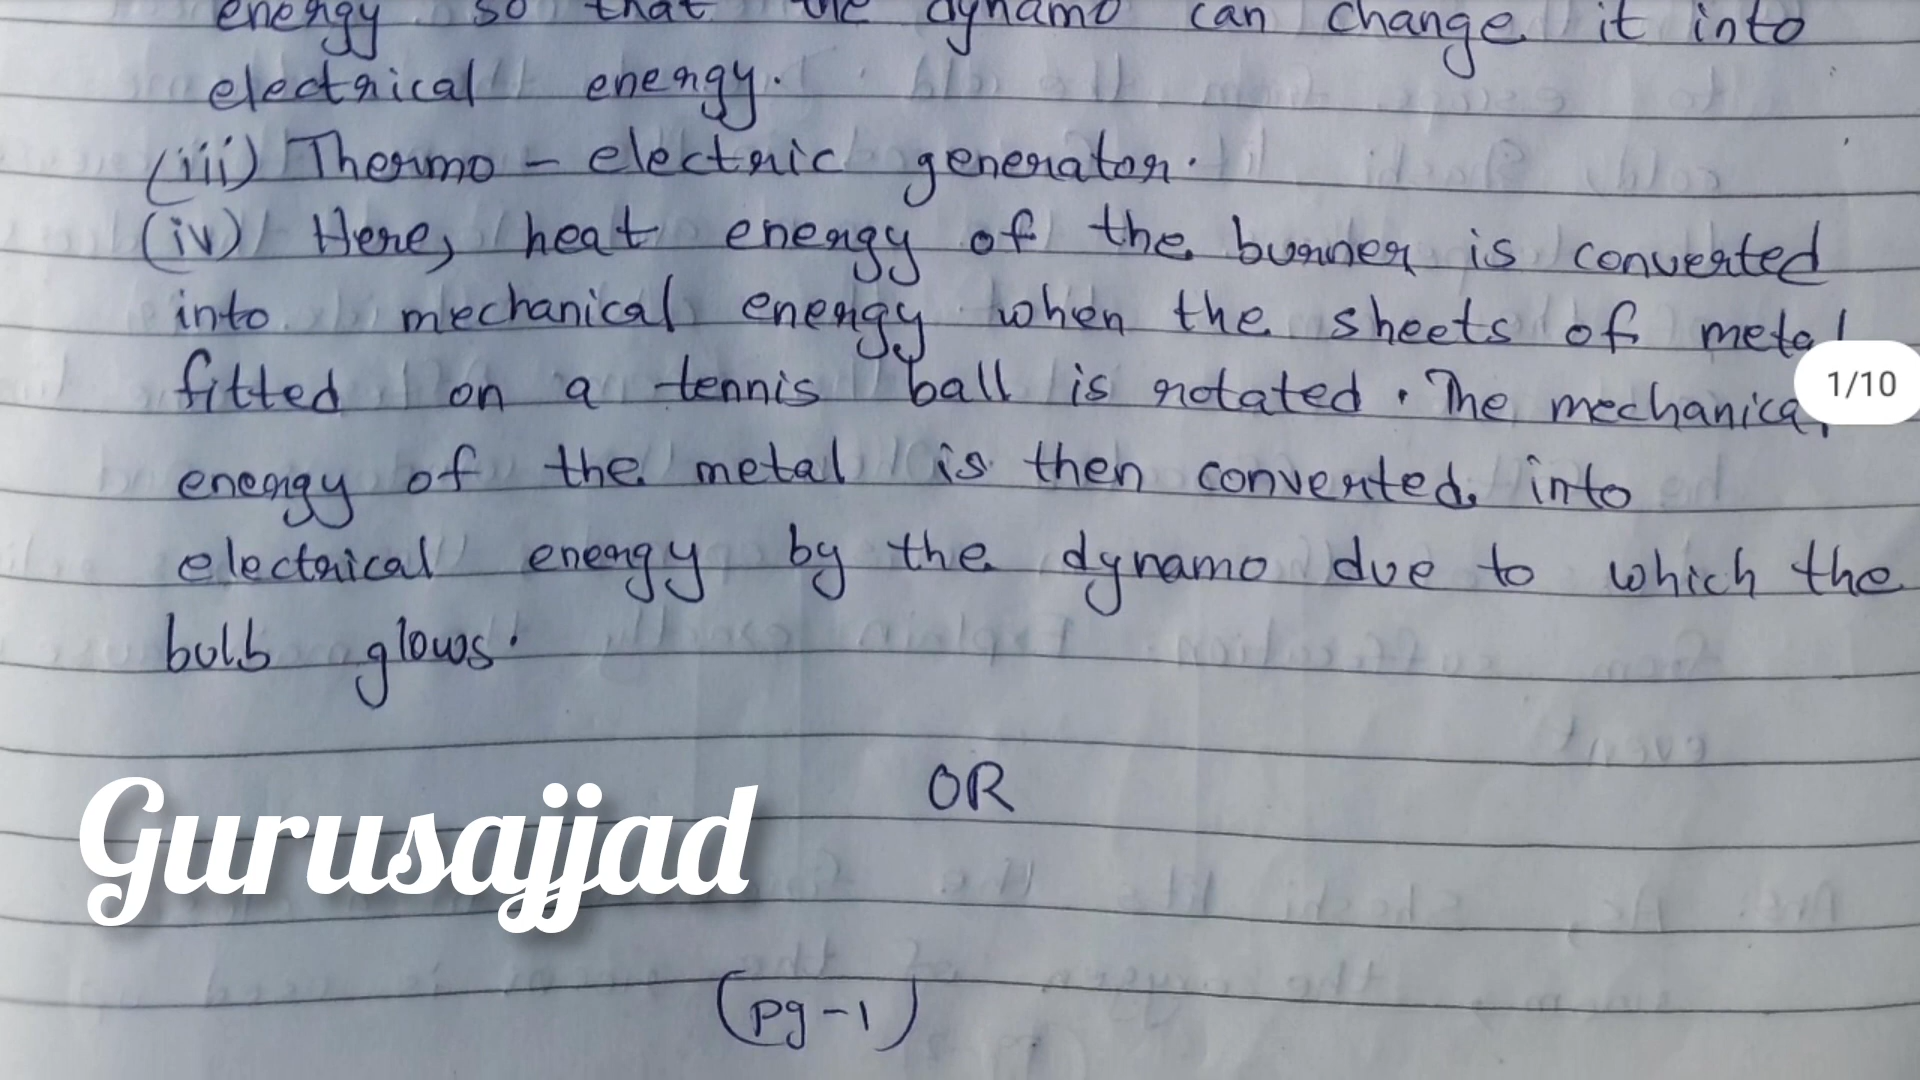 energy so that the dynamo can change it into
electrical energy.
(iii) Thermo - electric generator.
(iv) Here, heat energy of the burner is converted
into mechanical energy when the sheets of metal
fitted on a tennis ball is rotated. The mechanical
1/10
energy of the metal is then converted into
electrical energy by the dynamo due to which the
bulb glows.
OR
Gurusajjad
(pg-1)